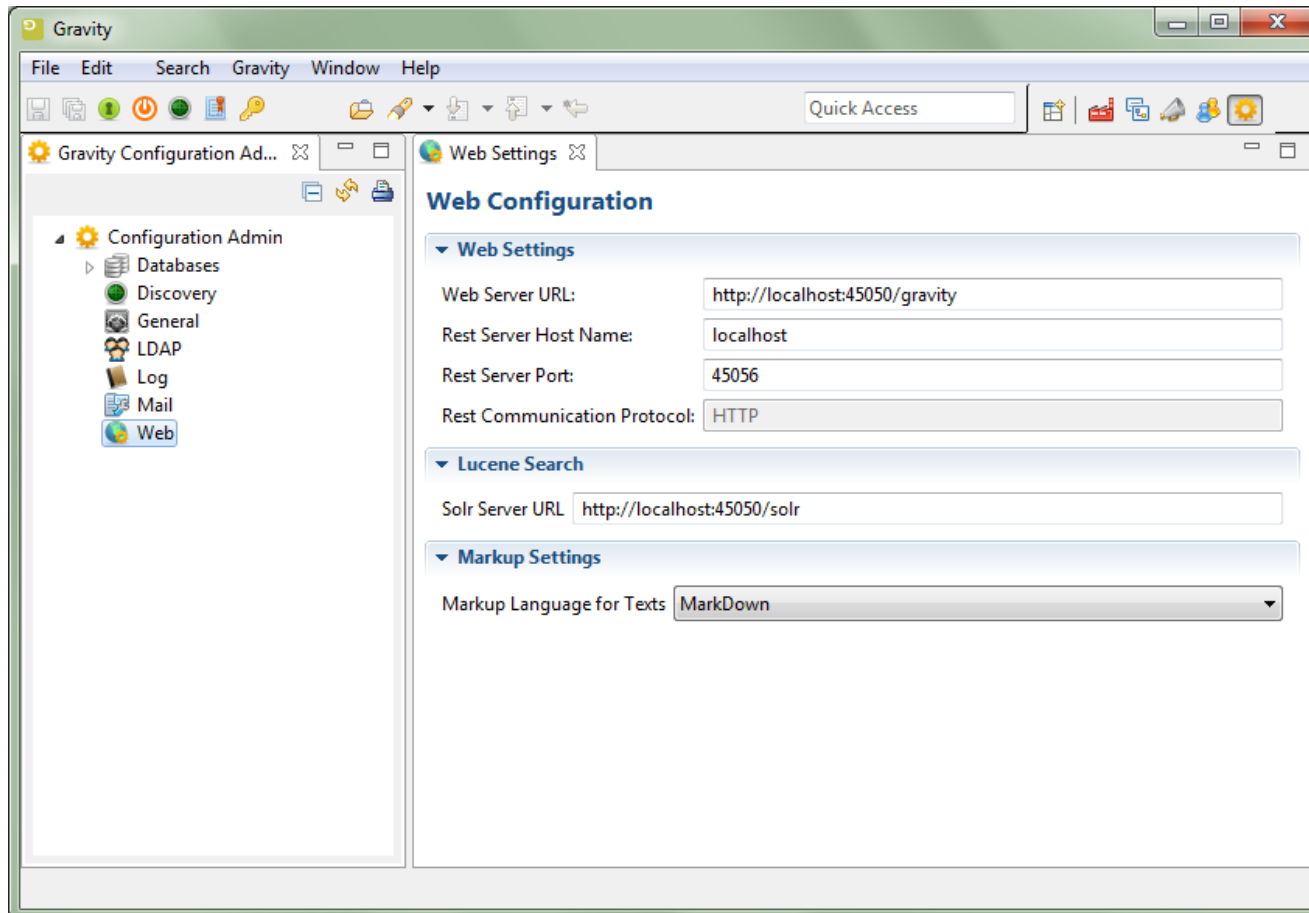 Gravity
File Edit Search Gravity Window Help
Quick Access
Gravity Configuration Ad...
Configuration Admin
Databases
Discovery
General
LDAP
Log
Mail
Web
Web Settings
Web Configuration
Web Settings
Web Server URL: http://localhost:45050/gravity
Rest Server Host Name: localhost
Rest Server Port: 45056
Rest Communication Protocol: HTTP
Lucene Search
Solr Server URL http://localhost:45050/solr
Markup Settings
Markup Language for Texts MarkDown